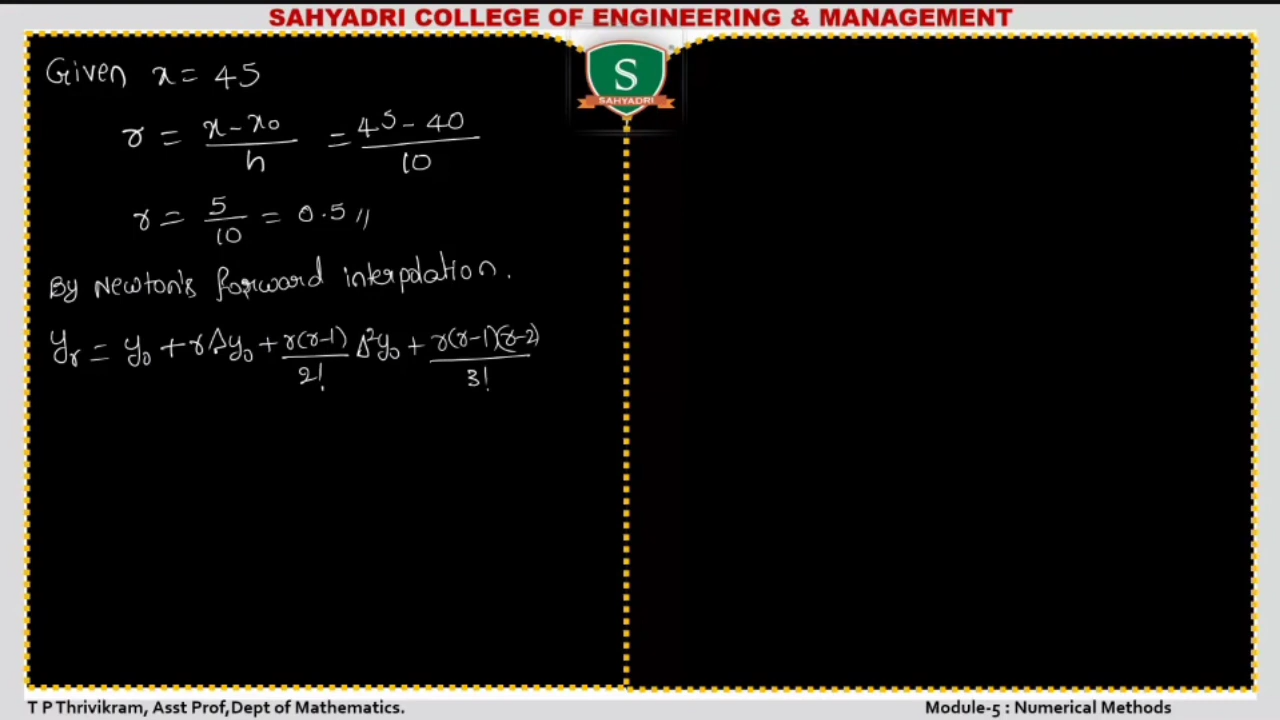 SAHYADRI COLLEGE OF ENGINEERING & MANAGEMENT
S
SAHYADRI
Given x = 45
r = (x - x₀)/h = (45 - 40)/10
r = 5/10 = 0.5 //
By Newton's forward interpolation.
yᵣ = y₀ + rΔy₀ + r(r-1)/2! Δ²y₀ + r(r-1)(r-2)/3!
T P Thrivikram, Asst Prof,Dept of Mathematics.
Module-5 : Numerical Methods